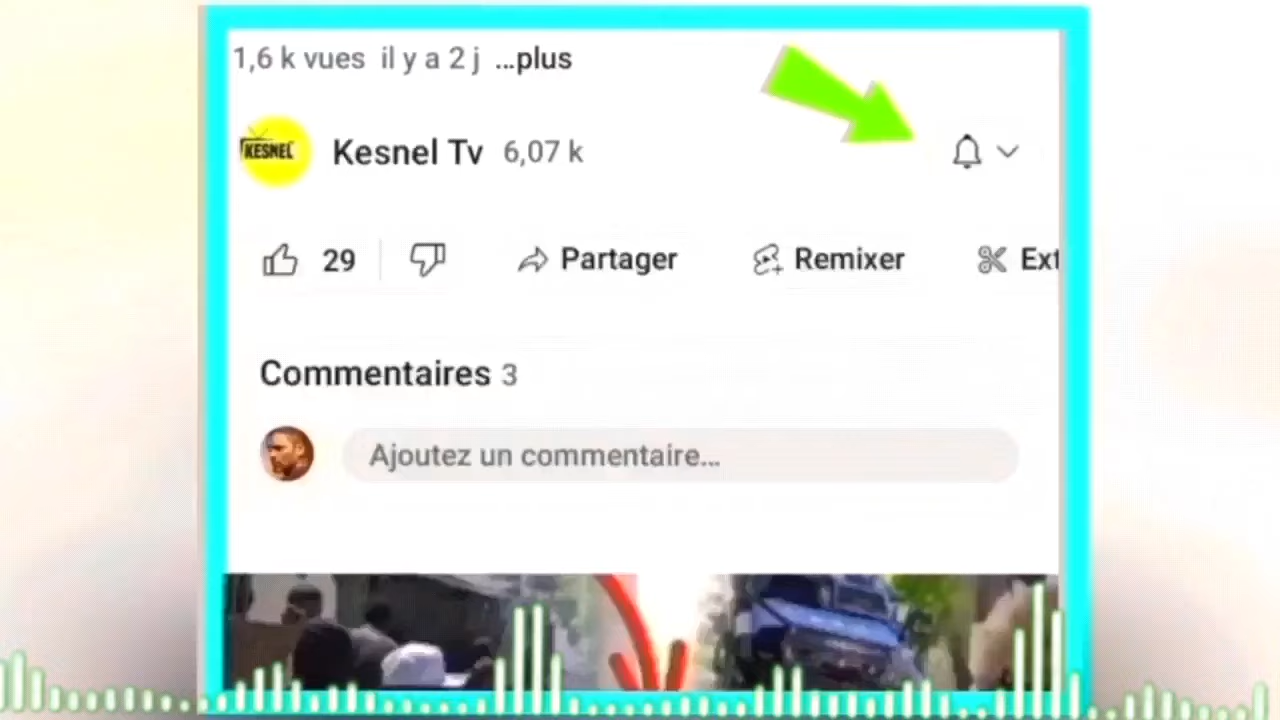 1,6 k vues il y a 2 j ...plus
KESNEL
Kesnel Tv 6,07 k
29 Partager Remixer Ext
Commentaires 3
Ajoutez un commentaire...